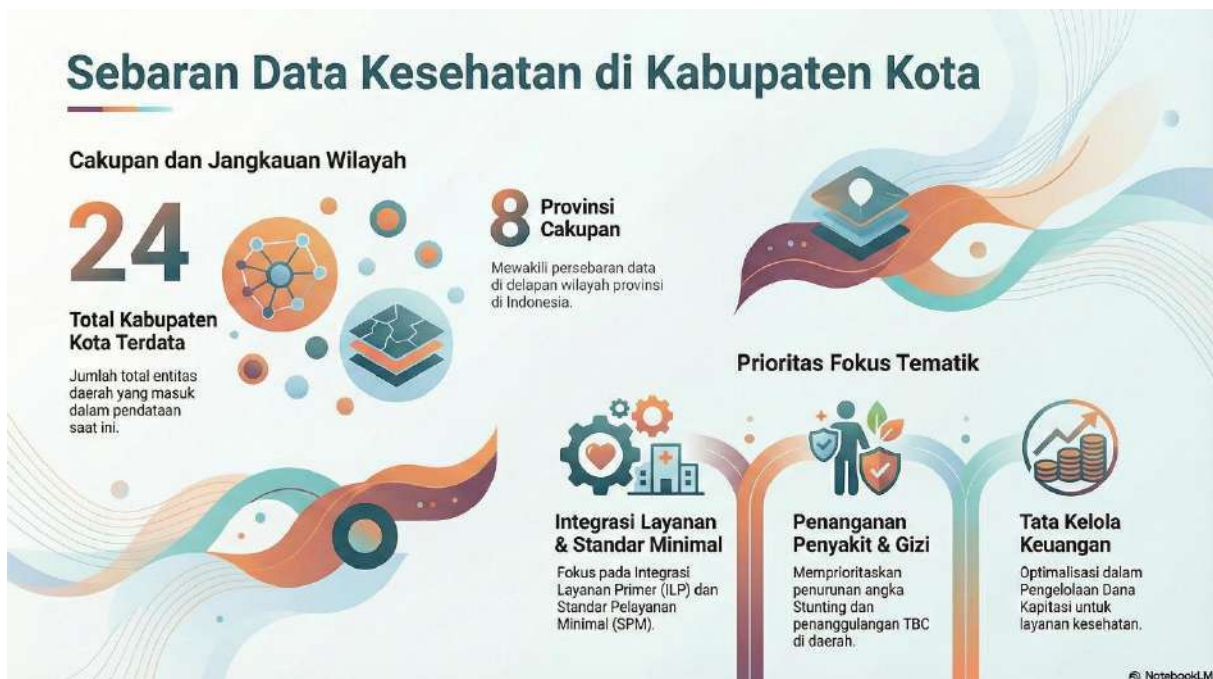 Sebaran Data Kesehatan di Kabupaten Kota
Cakupan dan Jangkauan Wilayah
24
Total Kabupaten
Kota Terdata
Jumlah total entitas
daerah yang masuk
dalam pendataan
saat ini.
8
Provinsi
Cakupan
Mewakili persebaran data
di delapan wilayah provinsi
di Indonesia.
Prioritas Fokus Tematik
Integrasi Layanan
& Standar Minimal
Fokus pada Integrasi
Layanan Primer (ILP) dan
Standar Pelayanan
Minimal (SPM).
Penanganan
Penyakit & Gizi
Memprioritaskan
penurunan angka
Stunting dan
penanggulangan TBC
di daerah.
Tata Kelola
Keuangan
Optimalisasi dalam
Pengelolaan Dana
Kapitasi untuk
layanan kesehatan.
NotebookLM